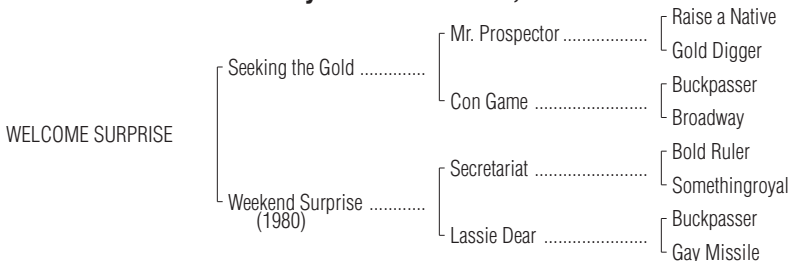 Raise a Native
Mr. Prospector ..................
Gold Digger
Seeking the Gold ..............
Buckpasser
Con Game ........................
Broadway
WELCOME SURPRISE
Bold Ruler
Secretariat ........................
Somethingroyal
Weekend Surprise ............
(1980)
Buckpasser
Lassie Dear ......................
Gay Missile